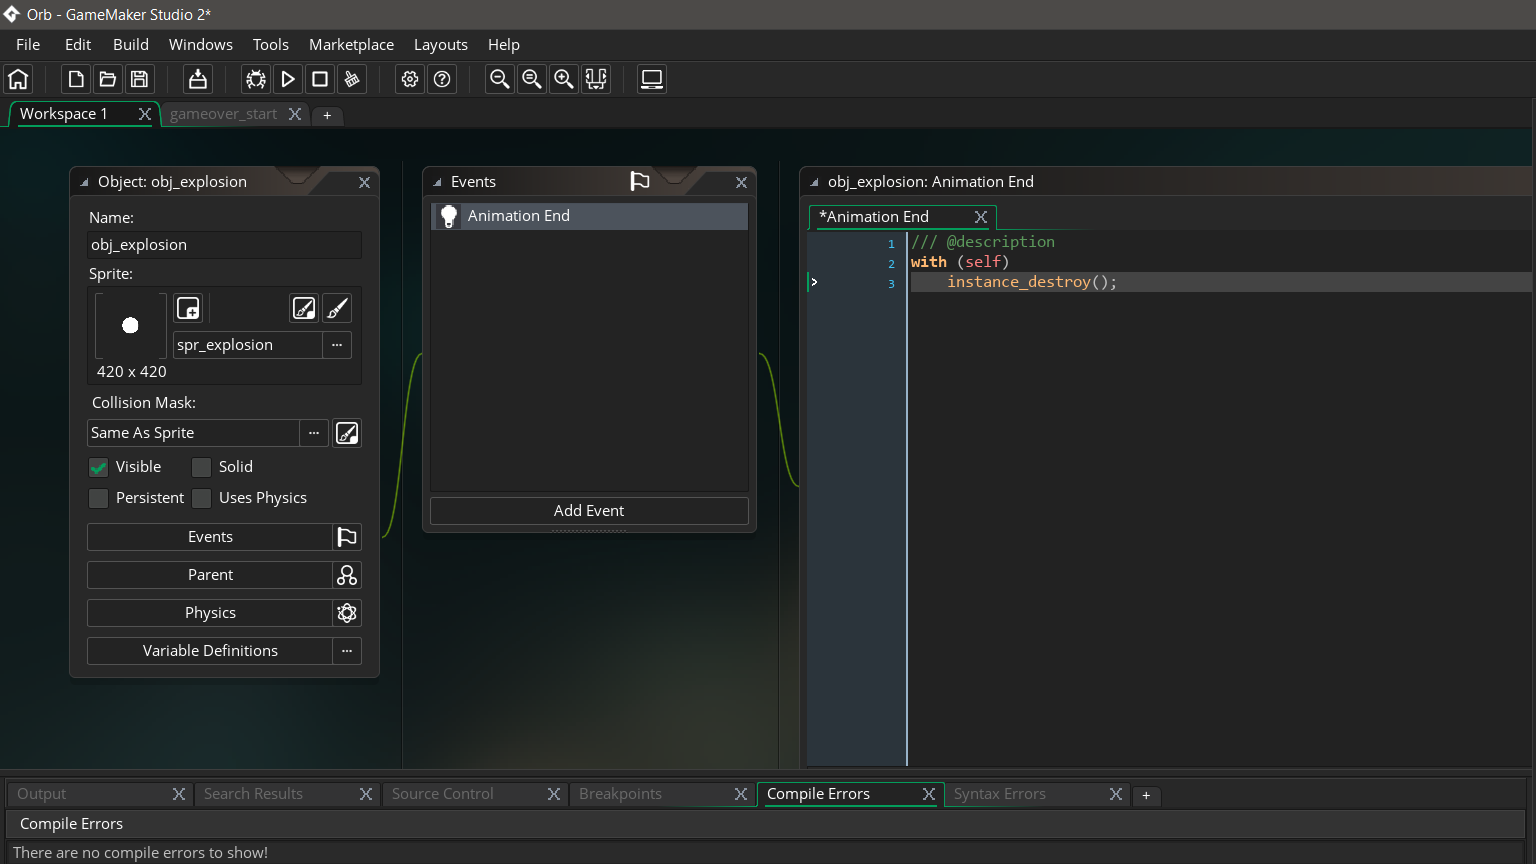 Orb - GameMaker Studio 2*
File Edit Build Windows Tools Marketplace Layouts Help
Workspace 1 gameover_start +
Object: obj_explosion
Name:
obj_explosion
Sprite:
spr_explosion ...
420 x 420
Collision Mask:
Same As Sprite ...
Visible Solid
Persistent Uses Physics
Events
Parent
Physics
Variable Definitions ...
Events
Animation End
Add Event
obj_explosion: Animation End
*Animation End
1 /// @description
2 with (self)
3 instance_destroy();
Output Search Results Source Control Breakpoints Compile Errors Syntax Errors +
Compile Errors
There are no compile errors to show!